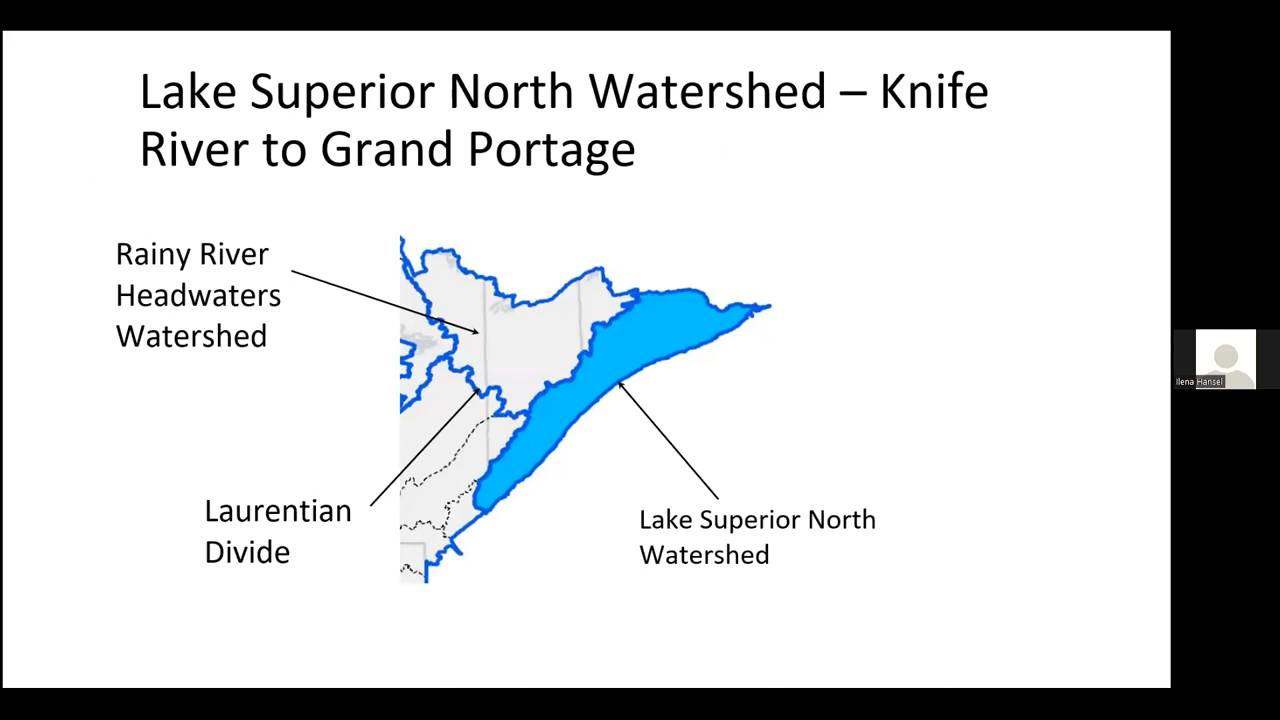 Lake Superior North Watershed – Knife
River to Grand Portage
Rainy River
Headwaters
Watershed
Laurentian
Divide
Lake Superior North
Watershed
Ilena Hansel